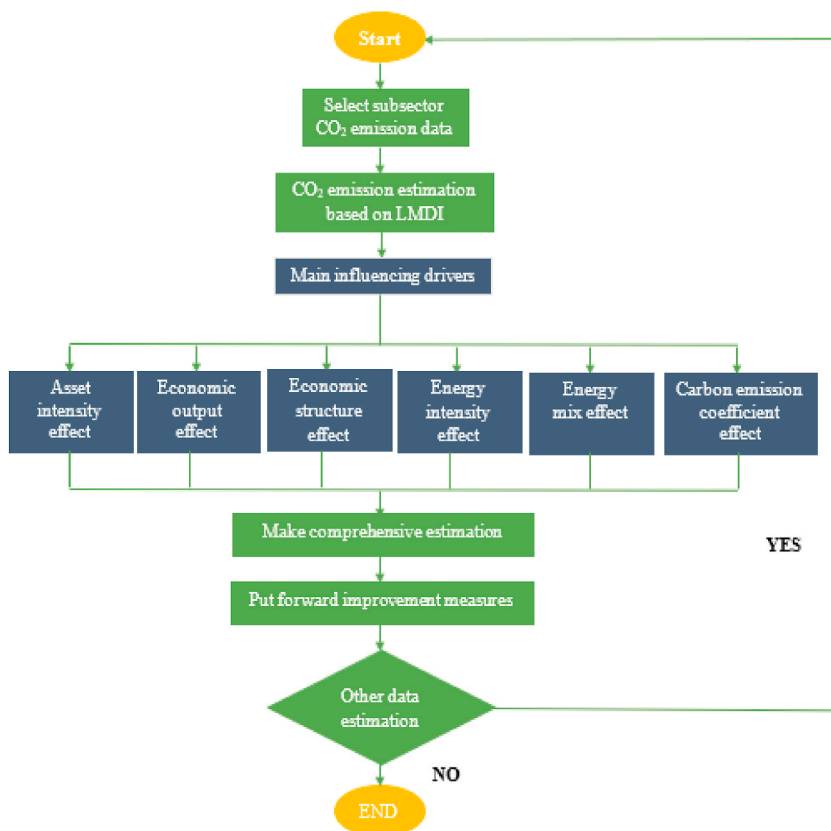 Start
Select subsector
CO₂ emission data
CO₂ emission estimation
based on LMDI
Main influencing drivers
Asset
intensity
effect
Economic
output
effect
Economic
structure
effect
Energy
intensity
effect
Energy
mix effect
Carbon emission
coefficient
effect
Make comprehensive estimation
YES
Put forward improvement measures
Other data
estimation
NO
END